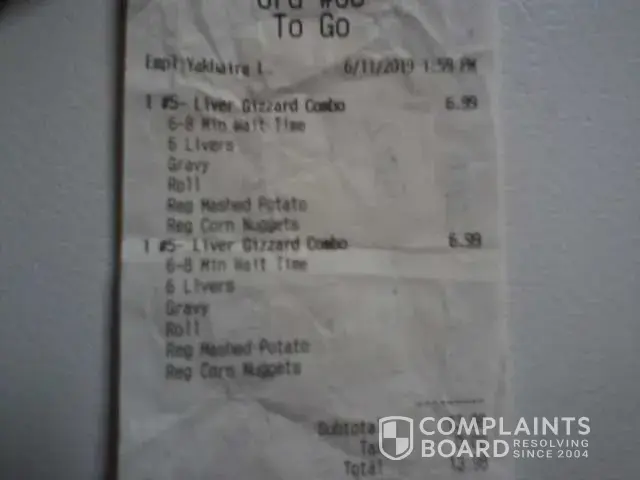 To Go
Empl:Yakhaira L. 6/11/2019 1:59 PM
1 #5- Liver Gizzard Combo 6.99
6-8 Min Wait Time
6 Livers
Gravy
Roll
Reg Mashed Potato
Reg Corn Nuggets
1 #5- Liver Gizzard Combo 6.99
6-8 Min Wait Time
6 Livers
Gravy
Roll
Reg Mashed Potato
Reg Corn Nuggets
Subtotal
Total
COMPLAINTS
BOARD RESOLVING
SINCE 2004